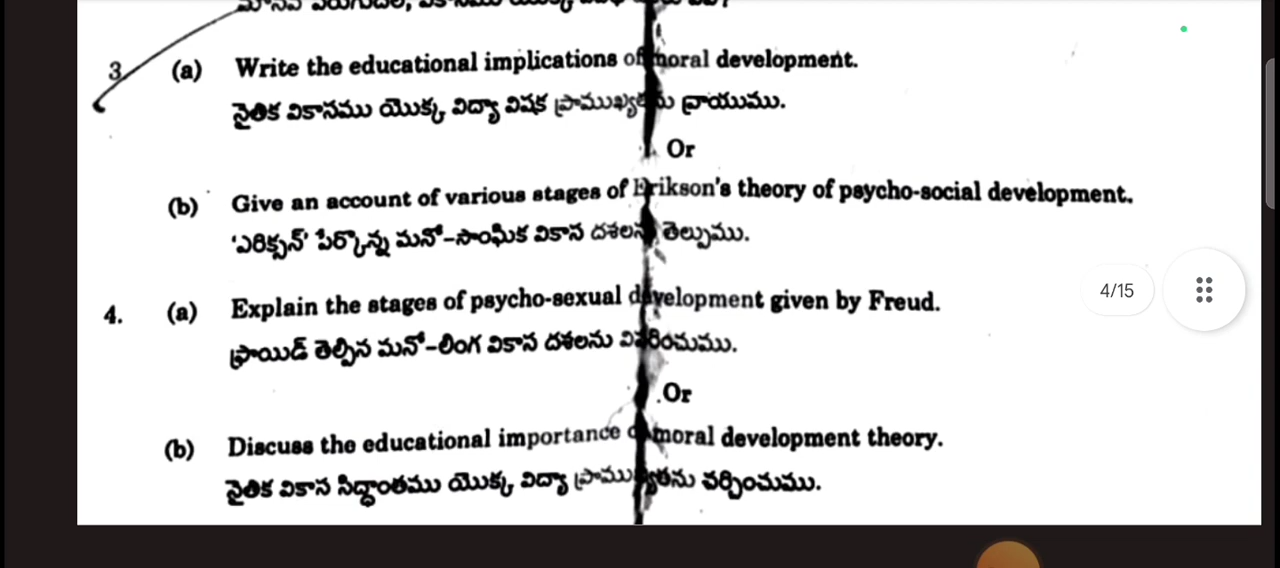 3. (a) Write the educational implications of moral development.
నైతిక వికాసము యొక్క విద్యా విషక ప్రాముఖ్యతను వ్రాయుము.
Or
(b) Give an account of various stages of Erikson's theory of psycho-social development.
'ఎరిక్సన్' పేర్కొన్న మనో-సాంఘిక వికాస దశలను తెల్పుము.
4. (a) Explain the stages of psycho-sexual development given by Freud.
4/15
ఫ్రాయిడ్ తెల్పిన మనో-లింగ వికాస దశలను వివరించుము.
Or
(b) Discuss the educational importance of moral development theory.
నైతిక వికాస సిద్ధాంతము యొక్క విద్యా ప్రాముఖ్యతను చర్చించుము.